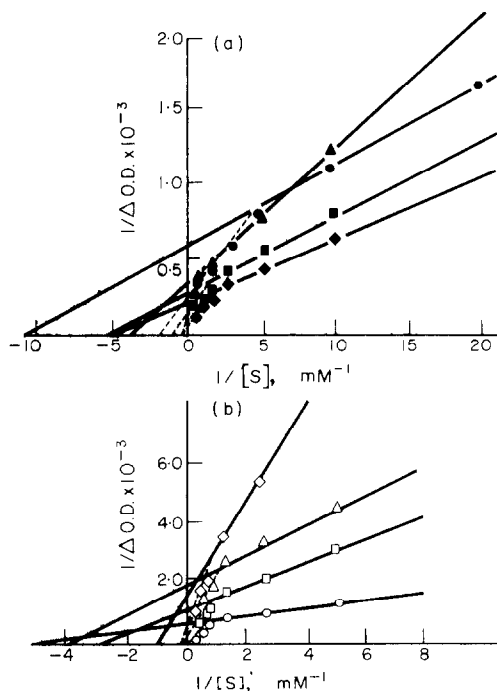 (a)
2·0
1·5
1·0
0·5
1/Δ O.D. × 10⁻³
-10 -5 0 5 10 15 20
1/[S], mM⁻¹
(b)
6·0
4·0
2·0
1/Δ O.D. × 10⁻³
-4 -2 0 2 4 6 8
1/[S],' mM⁻¹